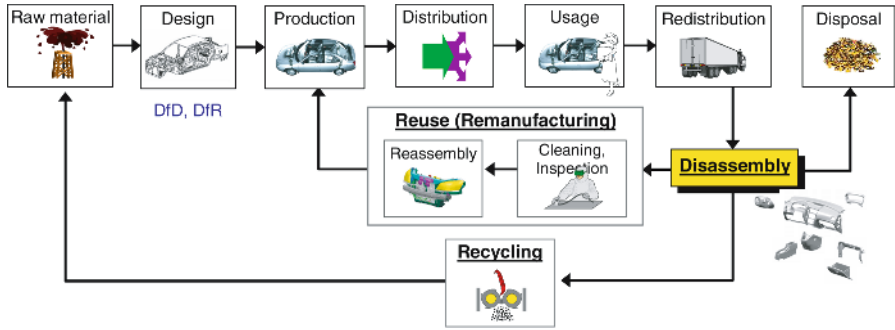 Raw material
Design
Production
Distribution
Usage
Redistribution
Disposal
DfD, DfR
Reuse (Remanufacturing)
Reassembly
Cleaning,
Inspection
Disassembly
Recycling